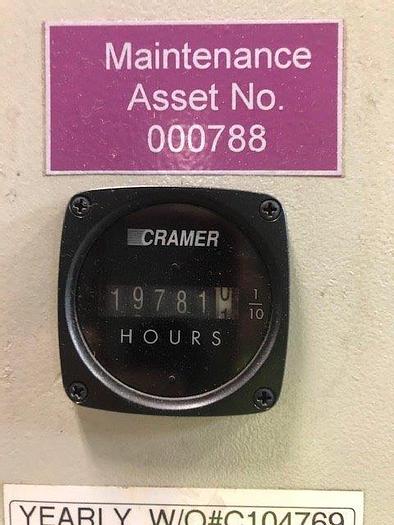 Maintenance
Asset No.
000788
CRAMER
19781 1/10
HOURS
YEARLY W/O#C104769